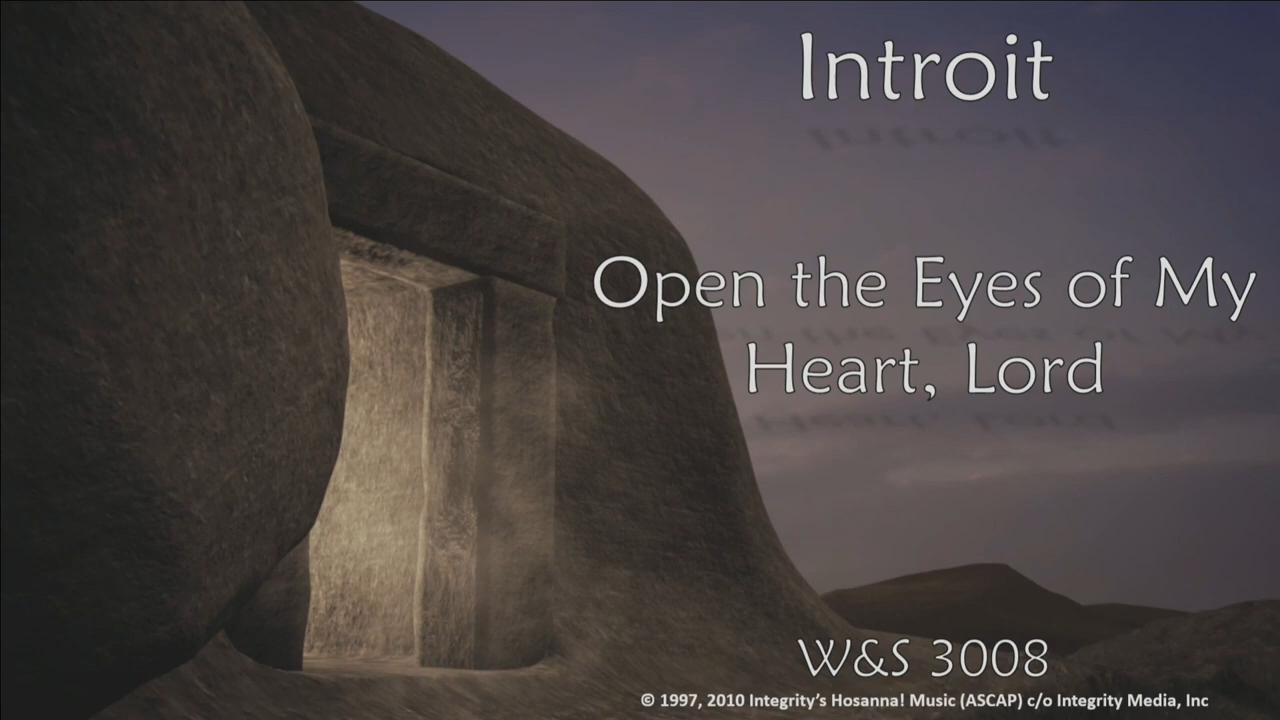 Introit
Open the Eyes of My
Heart, Lord
W&S 3008
© 1997, 2010 Integrity's Hosanna! Music (ASCAP) c/o Integrity Media, Inc